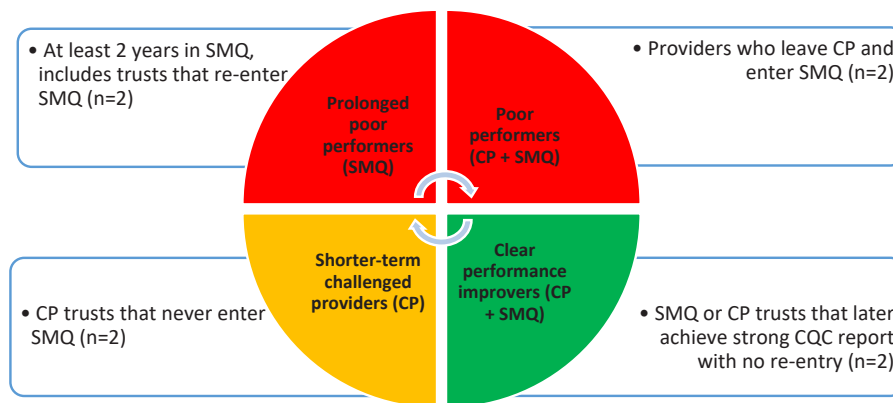 • At least 2 years in SMQ,
includes trusts that re-enter
SMQ (n=2)
• Providers who leave CP and
enter SMQ (n=2)
Prolonged
poor
performers
(SMQ)
Poor
performers
(CP + SMQ)
Shorter-term
challenged
providers (CP)
Clear
performance
improvers (CP
+ SMQ)
• CP trusts that never enter
SMQ (n=2)
• SMQ or CP trusts that later
achieve strong CQC report
with no re-entry (n=2)